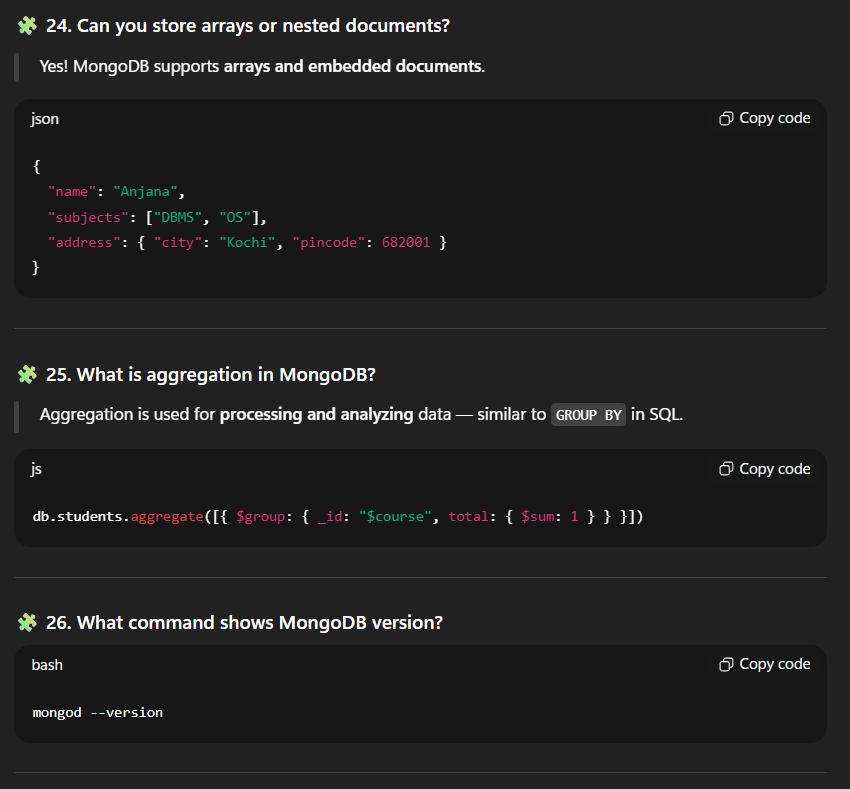 🧩 24. Can you store arrays or nested documents?
Yes! MongoDB supports arrays and embedded documents.
json
Copy code
{
  "name": "Anjana",
  "subjects": ["DBMS", "OS"],
  "address": { "city": "Kochi", "pincode": 682001 }
}
🧩 25. What is aggregation in MongoDB?
Aggregation is used for processing and analyzing data — similar to GROUP BY in SQL.
js
Copy code
db.students.aggregate([{ $group: { _id: "$course", total: { $sum: 1 } } }])
🧩 26. What command shows MongoDB version?
bash
Copy code
mongod --version